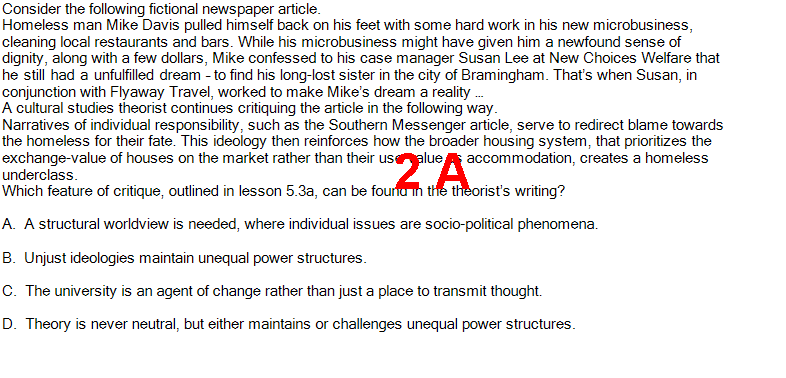 Consider the following fictional newspaper article.
Homeless man Mike Davis pulled himself back on his feet with some hard work in his new microbusiness,
cleaning local restaurants and bars. While his microbusiness might have given him a newfound sense of
dignity, along with a few dollars, Mike confessed to his case manager Susan Lee at New Choices Welfare that
he still had a unfulfilled dream - to find his long-lost sister in the city of Bramingham. That's when Susan, in
conjunction with Flyaway Travel, worked to make Mike's dream a reality ...
A cultural studies theorist continues critiquing the article in the following way.
Narratives of individual responsibility, such as the Southern Messenger article, serve to redirect blame towards
the homeless for their fate. This ideology then reinforces how the broader housing system, that prioritizes the
exchange-value of houses on the market rather than their use-value as accommodation, creates a homeless
underclass.
2 A
Which feature of critique, outlined in lesson 5.3a, can be found in the theorist's writing?
A. A structural worldview is needed, where individual issues are socio-political phenomena.
B. Unjust ideologies maintain unequal power structures.
C. The university is an agent of change rather than just a place to transmit thought.
D. Theory is never neutral, but either maintains or challenges unequal power structures.